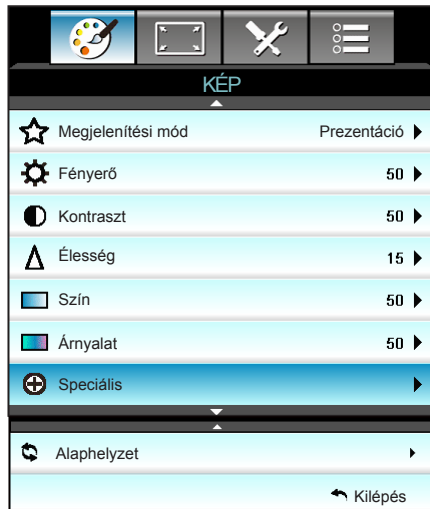 KÉP
Megjelenítési mód Prezentáció
Fényerő 50
Kontraszt 50
Élesség 15
Szín 50
Árnyalat 50
Speciális
Alaphelyzet
Kilépés